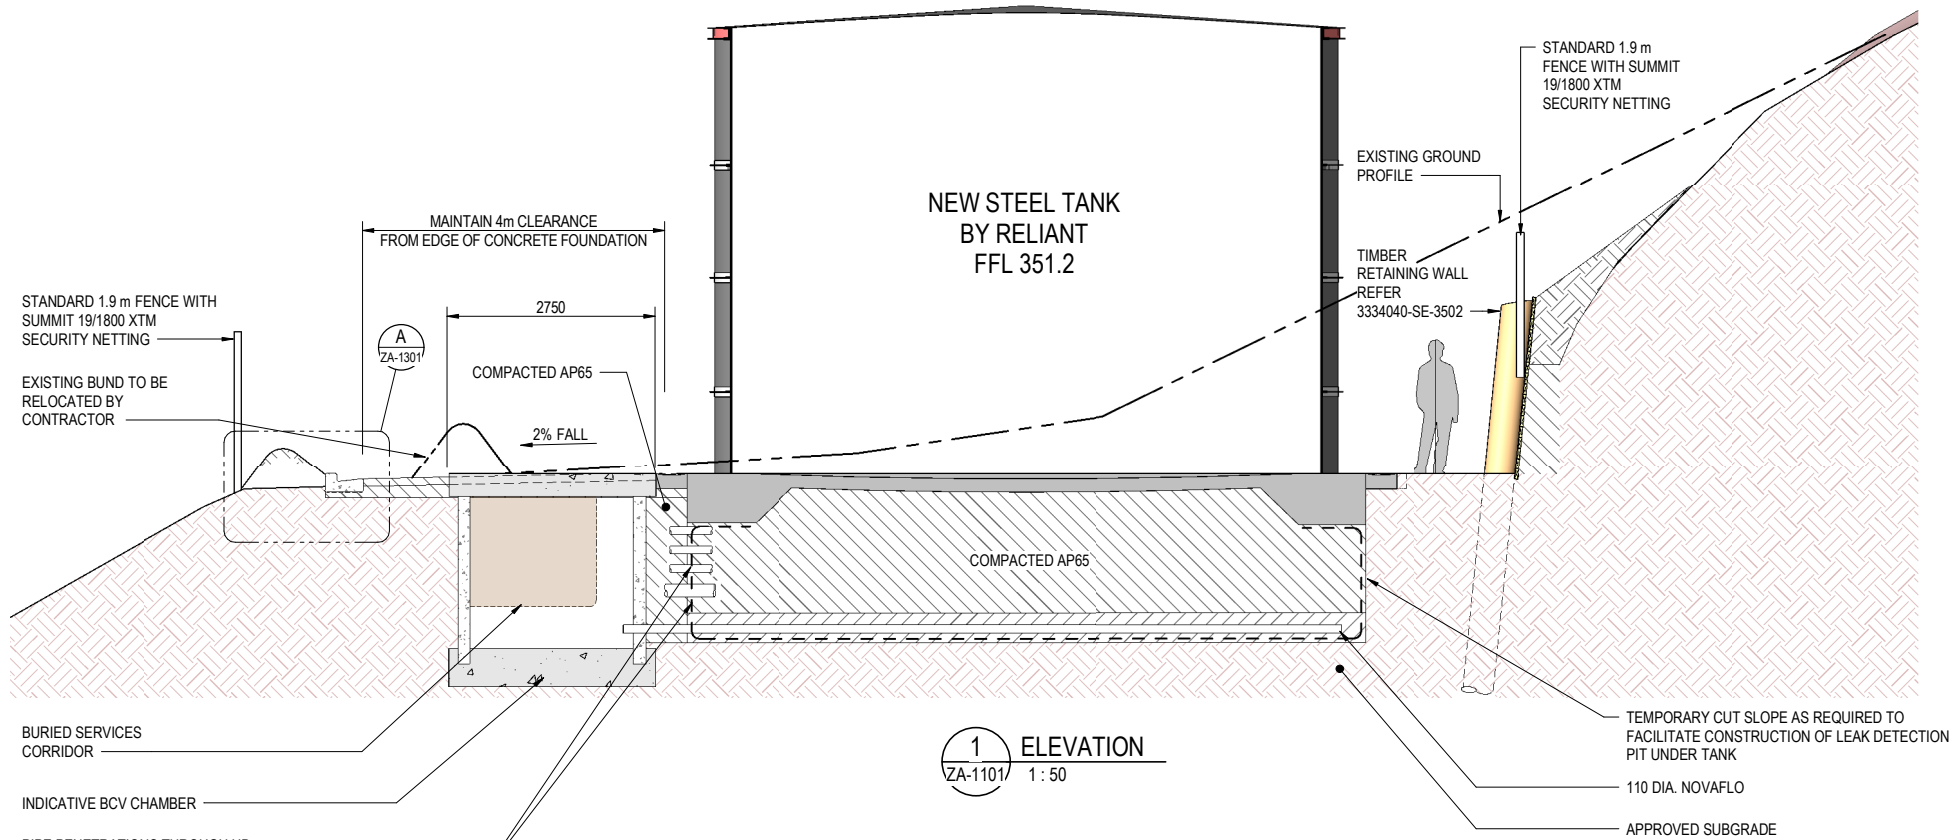 STANDARD 1.9 m
FENCE WITH SUMMIT
19/1800 XTM
SECURITY NETTING
EXISTING GROUND
PROFILE
NEW STEEL TANK
BY RELIANT
FFL 351.2
MAINTAIN 4m CLEARANCE
FROM EDGE OF CONCRETE FOUNDATION
TIMBER
RETAINING WALL
REFER
3334040-SE-3502
STANDARD 1.9 m FENCE WITH
SUMMIT 19/1800 XTM
SECURITY NETTING
2750
A
ZA-1301
EXISTING BUND TO BE
RELOCATED BY
CONTRACTOR
COMPACTED AP65
2% FALL
COMPACTED AP65
BURIED SERVICES
CORRIDOR
1
ZA-1101
ELEVATION
1 : 50
TEMPORARY CUT SLOPE AS REQUIRED TO
FACILITATE CONSTRUCTION OF LEAK DETECTION
PIT UNDER TANK
110 DIA. NOVAFLO
INDICATIVE BCV CHAMBER
APPROVED SUBGRADE